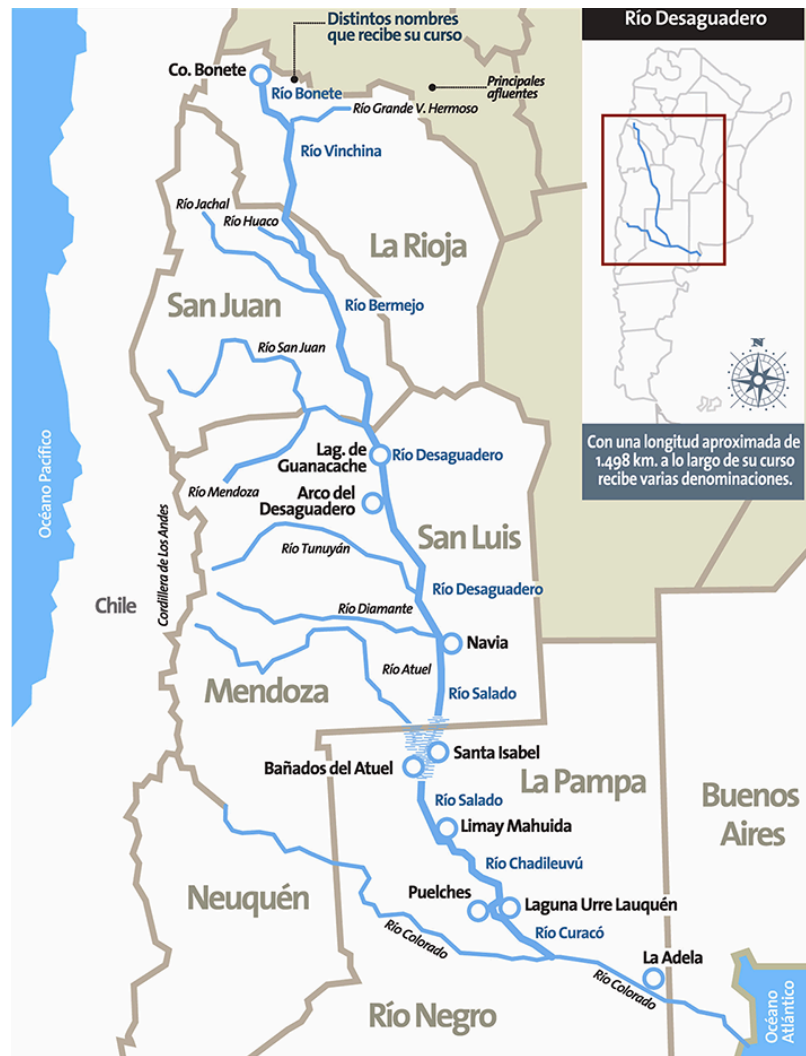 Distintos nombres
que recibe su curso
Río Desaguadero
Co. Bonete
Río Bonete
Principales
afluentes
Río Grande V. Hermoso
Río Vinchina
Río Jachal
Río Huaco
La Rioja
San Juan
Río Bermejo
Río San Juan
N
Con una longitud aproximada de
1.498 km. a lo largo de su curso
recibe varias denominaciones.
Lag. de
Guanacache
Río Desaguadero
Río Mendoza
Arco del
Desaguadero
Océano Pacífico
San Luis
Río Tunuyán
Cordillera de Los Andes
Chile
Río Desaguadero
Río Diamante
Navia
Río Atuel
Mendoza
Río Salado
Santa Isabel
Bañados del Atuel
La Pampa
Río Salado
Buenos
Aires
Limay Mahuida
Río Chadileuvú
Neuquén
Puelches
Laguna Urre Lauquén
Río Curacó
Río Colorado
La Adela
Río Colorado
Río Negro
Océano
Atlántico